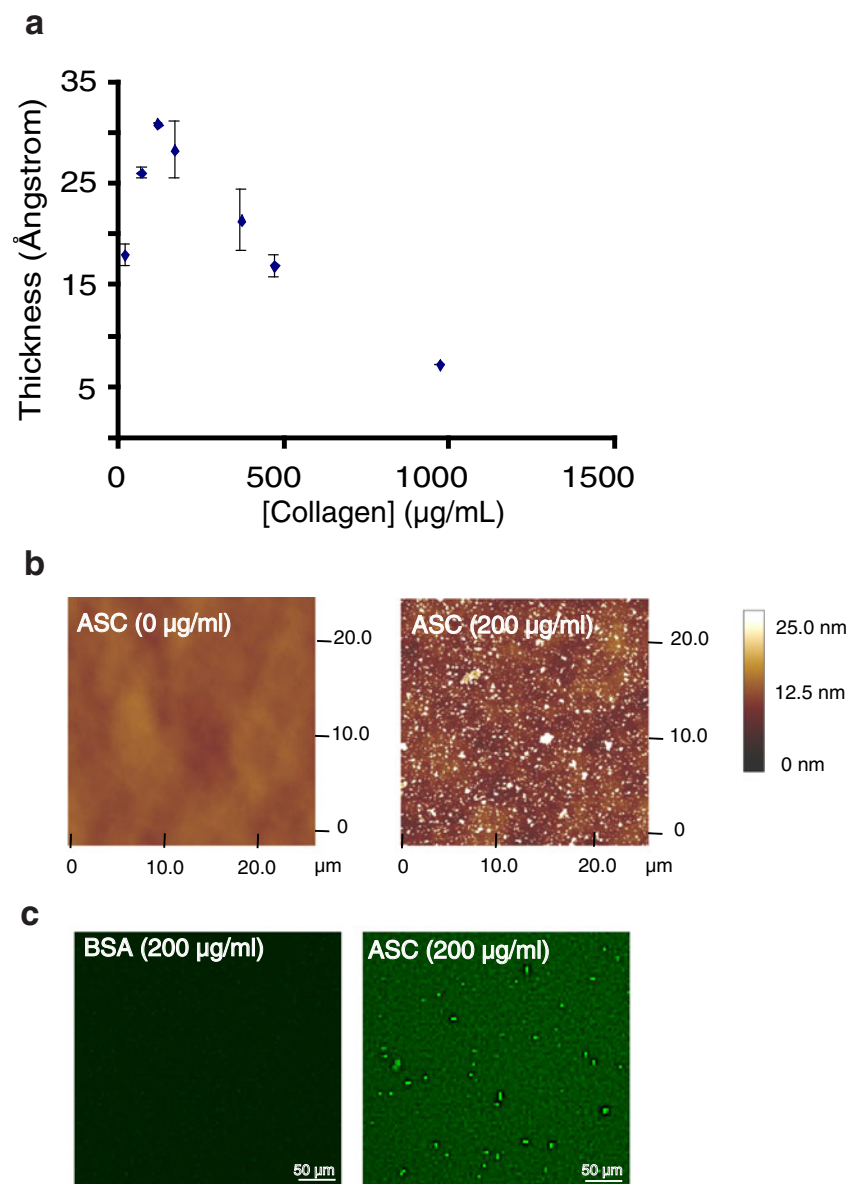 a
Thickness (Ångstrom)
35
25
15
5
0
500
1000
1500
[Collagen] (µg/mL)
b
ASC (0 µg/ml)
20.0
10.0
0
0
10.0
20.0
µm
ASC (200 µg/ml)
20.0
10.0
0
0
10.0
20.0
µm
25.0 nm
12.5 nm
0 nm
c
BSA (200 µg/ml)
50 µm
ASC (200 µg/ml)
50 µm